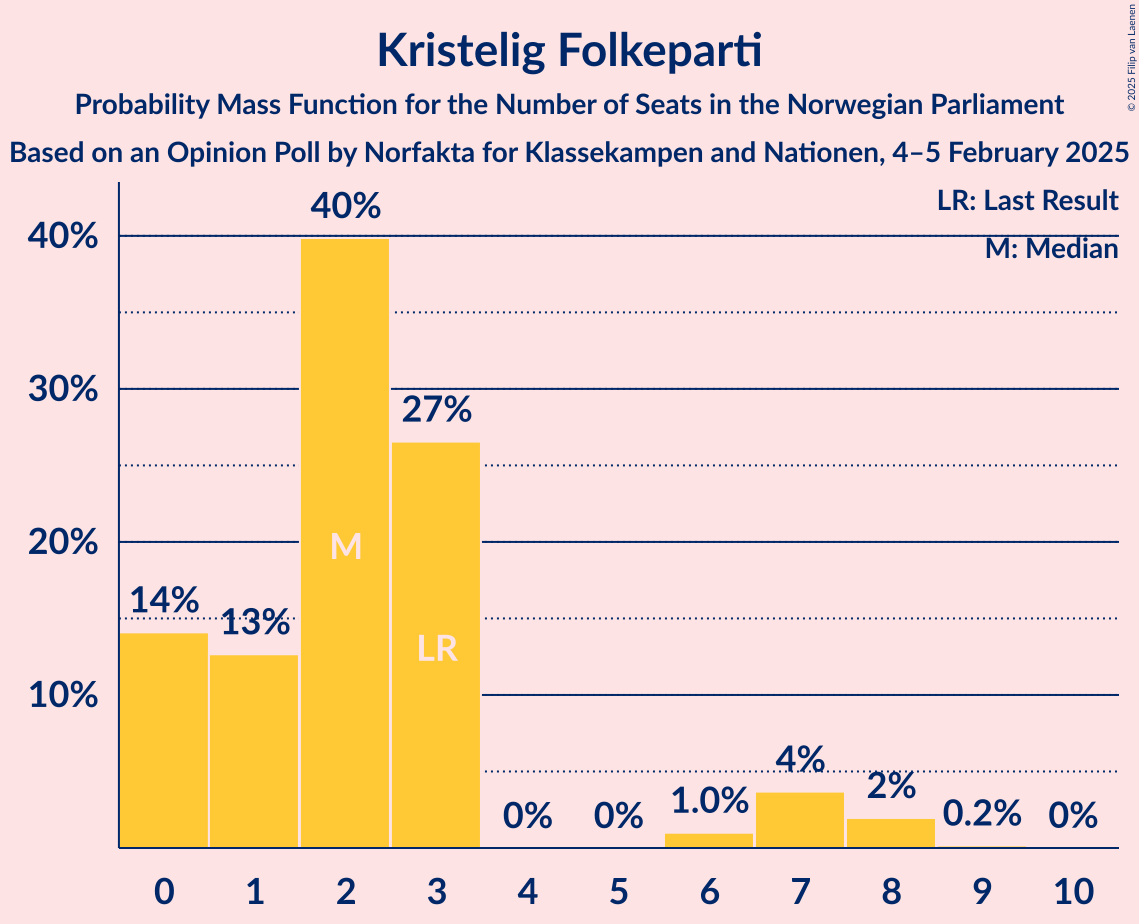 Kristelig Folkeparti
Probability Mass Function for the Number of Seats in the Norwegian Parliament
Based on an Opinion Poll by Norfakta for Klassekampen and Nationen, 4–5 February 2025
© 2025 Filip van Laenen
LR: Last Result
M: Median
40%
30%
20%
10%
14%
13%
40%
27%
0%
0%
1.0%
4%
2%
0.2%
0%
M
LR
0 1 2 3 4 5 6 7 8 9 10